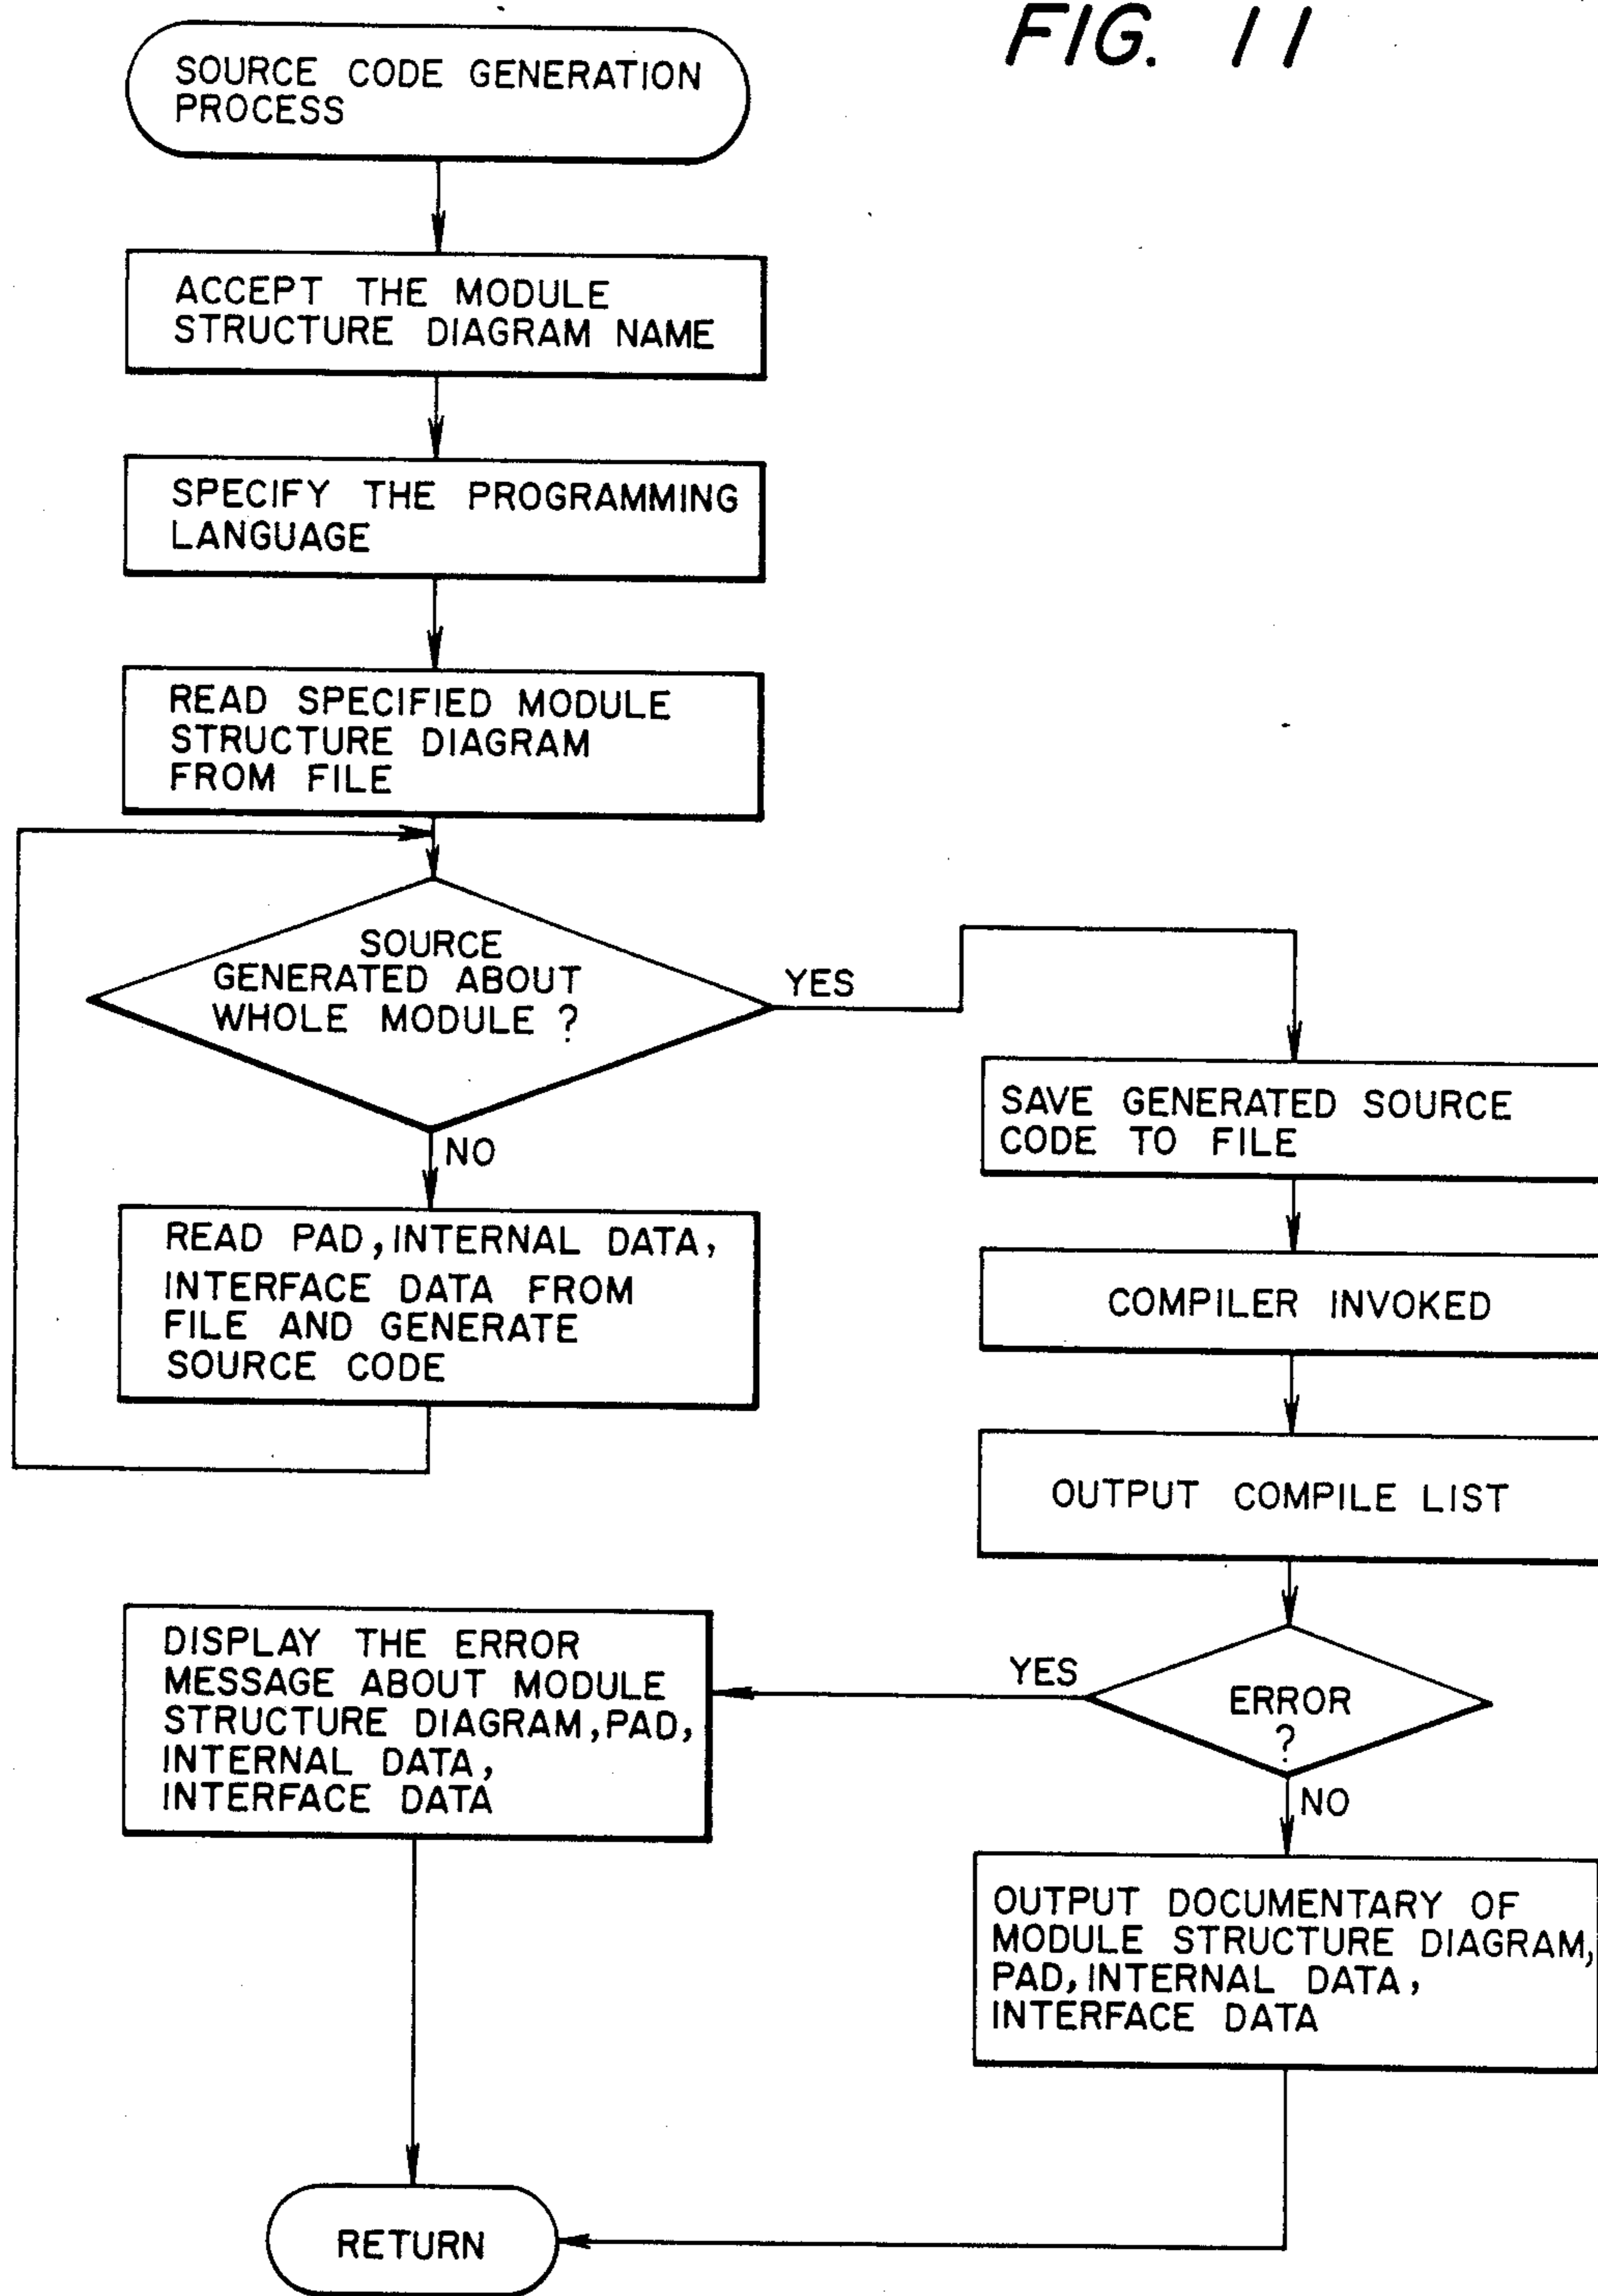 FIG. 11
SOURCE CODE GENERATION
PROCESS
ACCEPT THE MODULE
STRUCTURE DIAGRAM NAME
SPECIFY THE PROGRAMMING
LANGUAGE
READ SPECIFIED MODULE
STRUCTURE DIAGRAM
FROM FILE
SOURCE
GENERATED ABOUT
WHOLE MODULE ?
YES
NO
READ PAD, INTERNAL DATA,
INTERFACE DATA FROM
FILE AND GENERATE
SOURCE CODE
SAVE GENERATED SOURCE
CODE TO FILE
COMPILER INVOKED
OUTPUT COMPILE LIST
ERROR
?
YES
NO
DISPLAY THE ERROR
MESSAGE ABOUT MODULE
STRUCTURE DIAGRAM, PAD,
INTERNAL DATA,
INTERFACE DATA
OUTPUT DOCUMENTARY OF
MODULE STRUCTURE DIAGRAM,
PAD, INTERNAL DATA,
INTERFACE DATA
RETURN